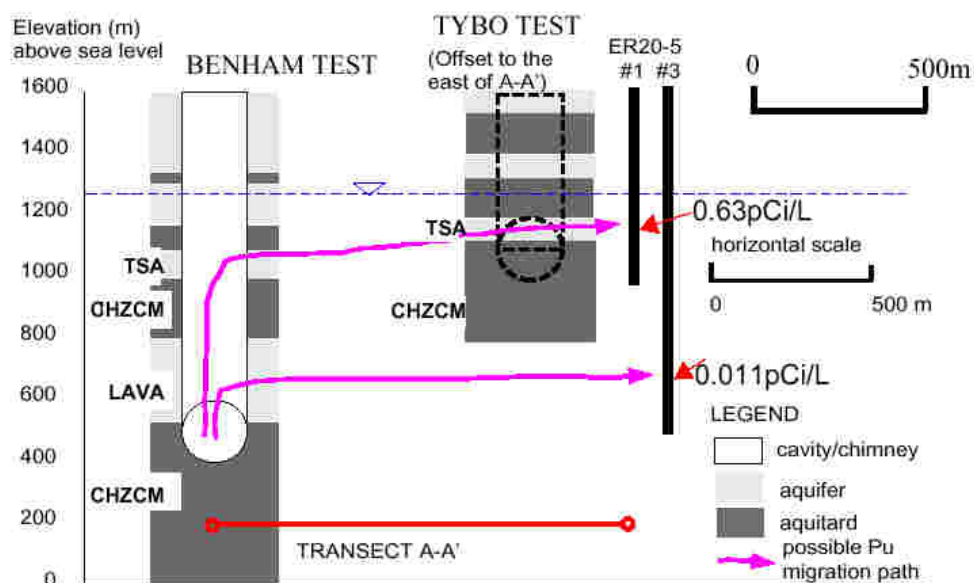 Elevation (m)
above sea level
BENHAM TEST
TYBO TEST
(Offset to the
east of A-A')
ER20-5
#1 #3
0 500m
1600
1400
1200
1000
800
600
400
200
0
TSA
CHZCM
LAVA
CHZCM
TSA
CHZCM
0.63pCi/L
horizontal scale
0 500 m
0.011pCi/L
LEGEND
cavity/chimney
aquifer
aquitard
possible Pu
migration path
TRANSECT A-A'